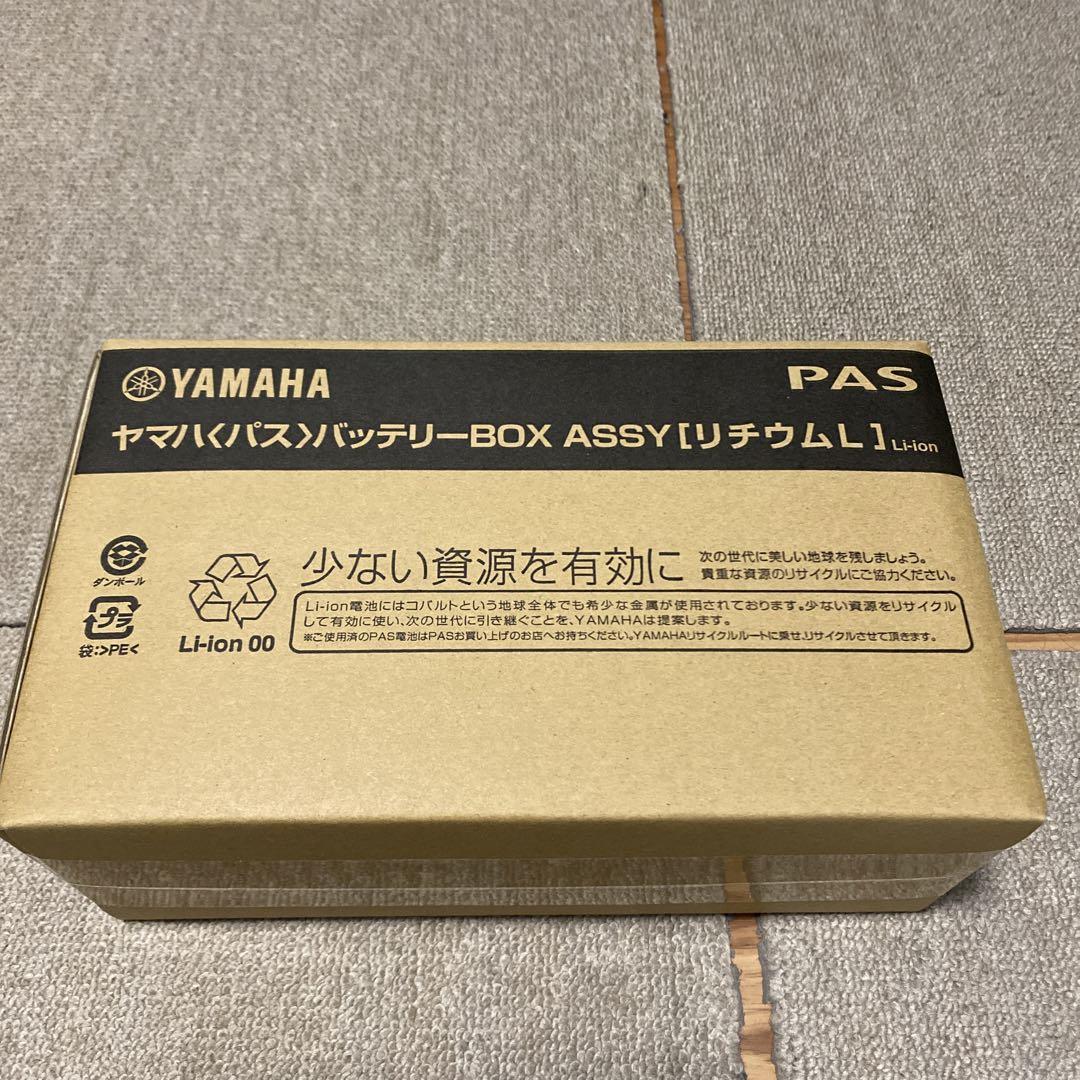 YAMAHA
PAS
ヤマハ〈パス〉バッテリーBOX ASSY[リチウムL] Li-ion
ダンボール
プラ
袋:>PE<
Li-ion 00
少ない資源を有効に
次の世代に美しい地球を残しましょう。
貴重な資源のリサイクルにご協力ください。
Li-ion電池にはコバルトという地球全体でも希少な金属が使用されております。少ない資源をリサイクル
して有効に使い、次の世代に引き継ぐことを、YAMAHAは提案します。
※ご使用済のPAS電池はPASお買い上げのお店へお持ちください。YAMAHAリサイクルルートに乗せ、リサイクルさせて頂きます。